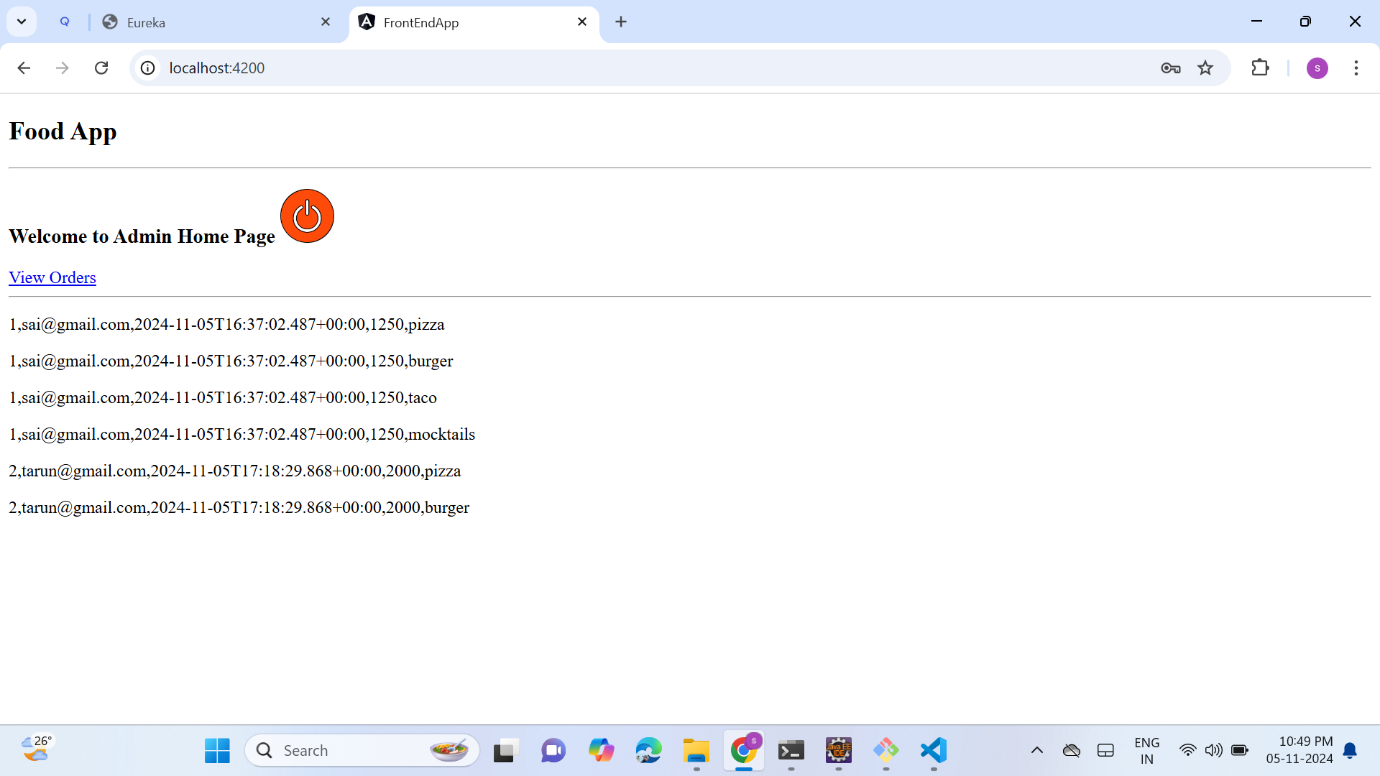 Eureka
FrontEndApp
localhost:4200
S
Food App
Welcome to Admin Home Page
View Orders
1,sai@gmail.com,2024-11-05T16:37:02.487+00:00,1250,pizza
1,sai@gmail.com,2024-11-05T16:37:02.487+00:00,1250,burger
1,sai@gmail.com,2024-11-05T16:37:02.487+00:00,1250,taco
1,sai@gmail.com,2024-11-05T16:37:02.487+00:00,1250,mocktails
2,tarun@gmail.com,2024-11-05T17:18:29.868+00:00,2000,pizza
2,tarun@gmail.com,2024-11-05T17:18:29.868+00:00,2000,burger
26°
Search
S
Java EE
IDE
ENG
IN
10:49 PM
05-11-2024